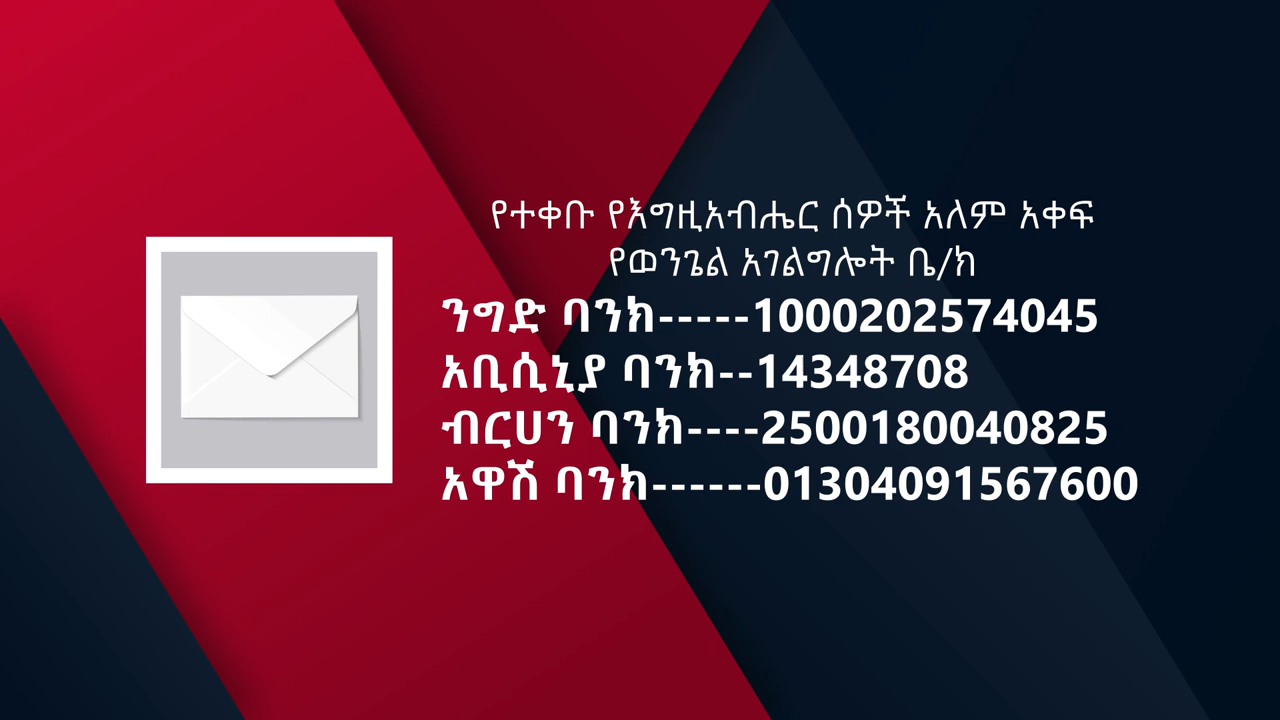 የተቀቡ የእግዚአብሔር ሰዎች አለም አቀፍ
የወንጌል አገልግሎት ቤ/ክ
ንግድ ባንክ-----1000202574045
አቢሲኒያ ባንክ--14348708
ብርሀን ባንክ----2500180040825
አዋሽ ባንክ------01304091567600